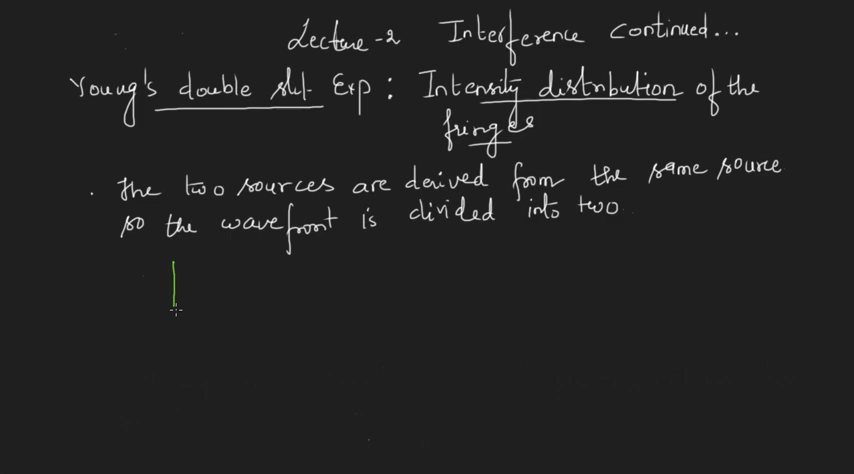 Lecture-2 Interference continued...
Young's double slit Exp: Intensity distribution of the
fringes
. The two sources are derived from the same source
so the wavefront is divided into two